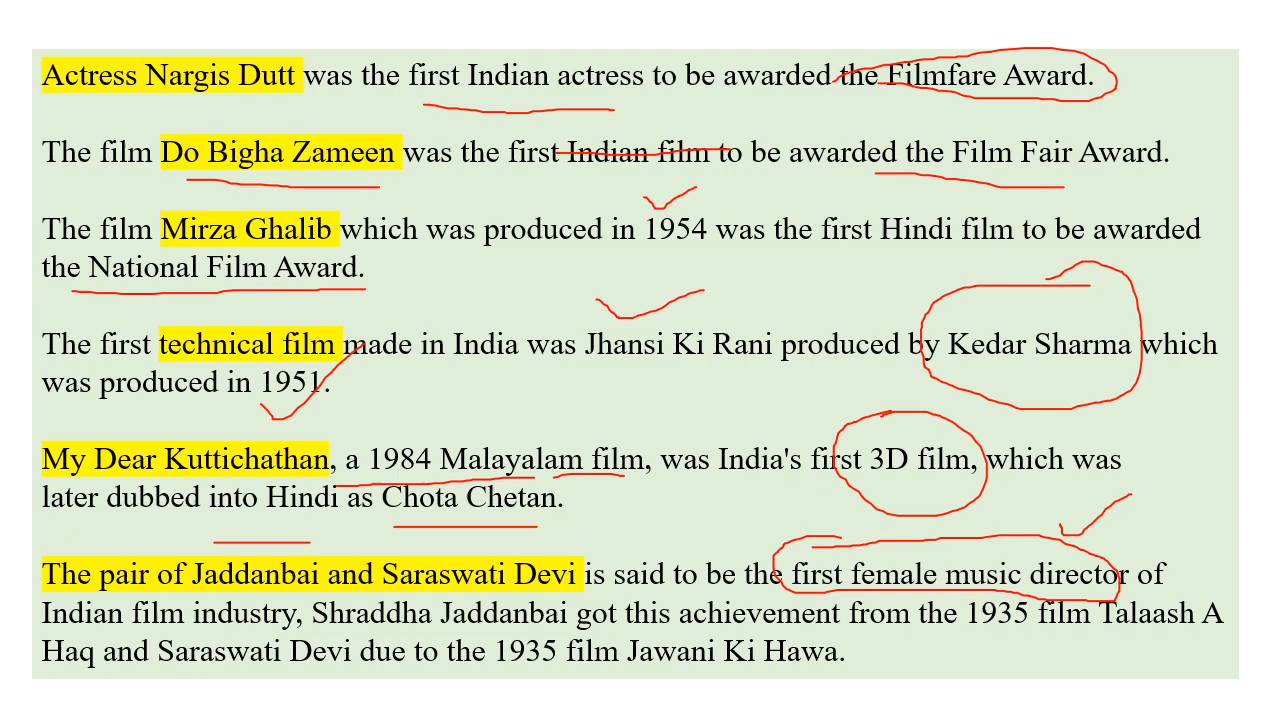 Actress Nargis Dutt was the first Indian actress to be awarded the Filmfare Award.
The film Do Bigha Zameen was the first Indian film to be awarded the Film Fair Award.
The film Mirza Ghalib which was produced in 1954 was the first Hindi film to be awarded
the National Film Award.
The first technical film made in India was Jhansi Ki Rani produced by Kedar Sharma which
was produced in 1951.
My Dear Kuttichathan, a 1984 Malayalam film, was India's first 3D film, which was
later dubbed into Hindi as Chota Chetan.
The pair of Jaddanbai and Saraswati Devi is said to be the first female music director of
Indian film industry, Shraddha Jaddanbai got this achievement from the 1935 film Talaash A
Haq and Saraswati Devi due to the 1935 film Jawani Ki Hawa.